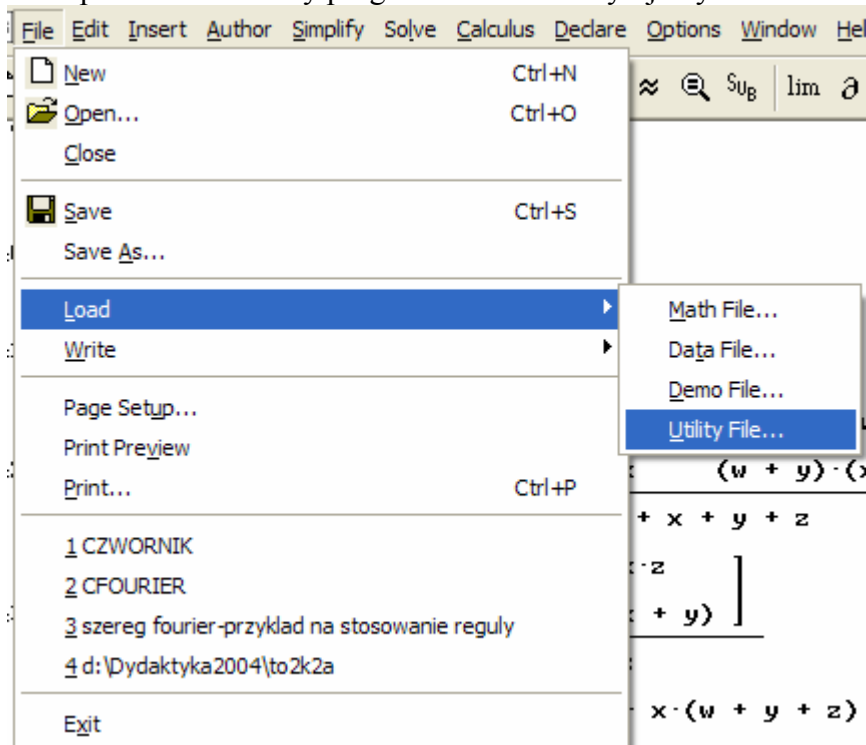 File Edit Insert Author Simplify Solve Calculus Declare Options Window Hel
New Ctrl+N
≈ SUB lim ∂
Open... Ctrl+O
Close
Save Ctrl+S
Save As...
Load
Math File...
Write
Data File...
Demo File...
Page Setup...
Utility File...
Print Preview
(w + y)·(x
Print... Ctrl+P
+ x + y + z
1 CZWORNIK
·z
2 CFOURIER
+ y)
3 szereg fourier-przyklad na stosowanie reguly
4 d:\Dydaktyka2004\to2k2a
Exit
x·(w + y + z)